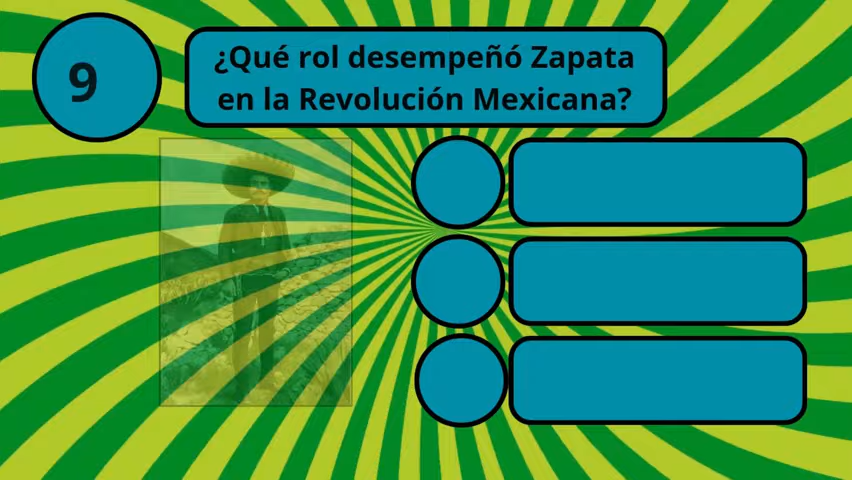 9
¿Qué rol desempeñó Zapata
en la Revolución Mexicana?